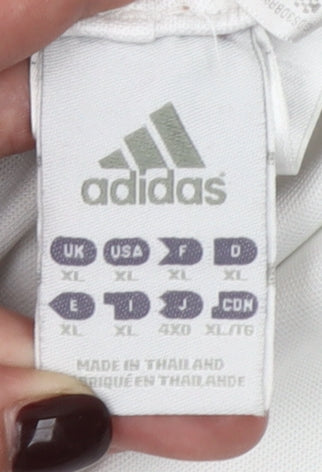 adidas
UK USA F D
XL XL XL XL
E I J CDN
XL XL 4XO XL/TG
MADE IN THAILAND
FABRIQUÉ EN THAILANDE